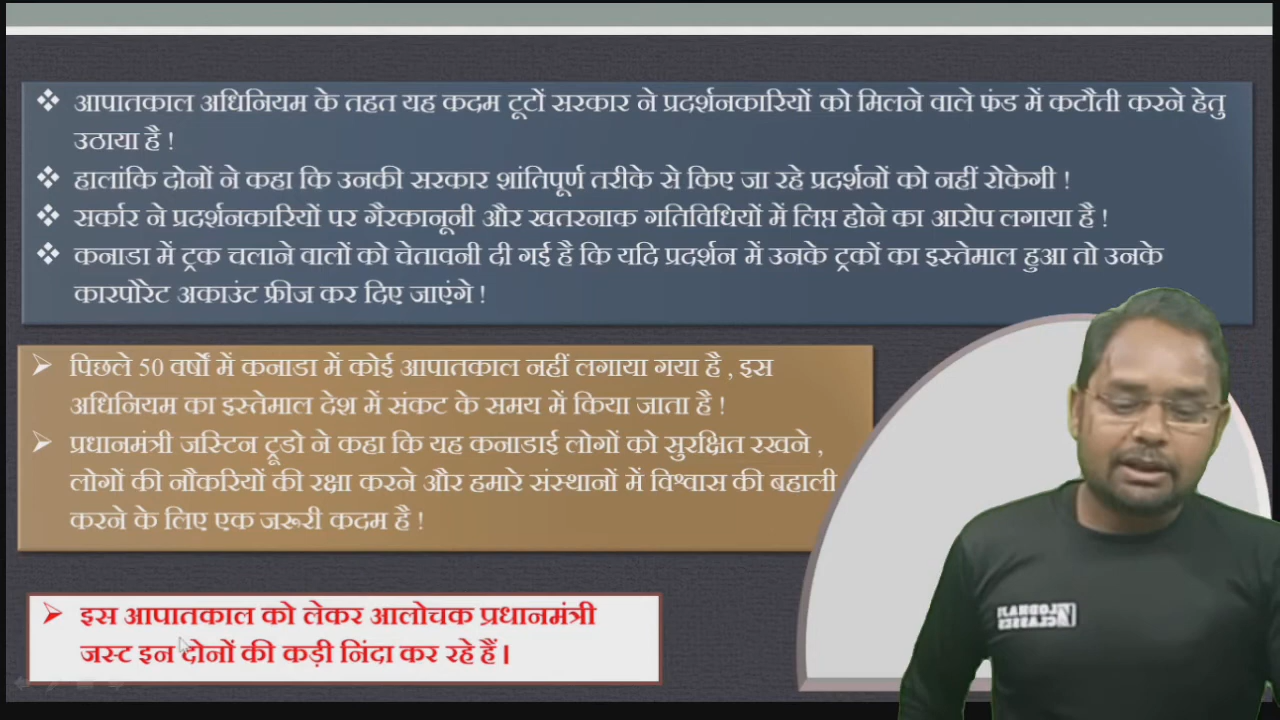 ❖ आपातकाल अधिनियम के तहत यह कदम टूटों सरकार ने प्रदर्शनकारियों को मिलने वाले फंड में कटौती करने हेतु
उठाया है !
❖ हालांकि दोनों ने कहा कि उनकी सरकार शांतिपूर्ण तरीके से किए जा रहे प्रदर्शनों को नहीं रोकेगी !
❖ सर्कार ने प्रदर्शनकारियों पर गैरकानूनी और खतरनाक गतिविधियों में लिप्त होने का आरोप लगाया है !
❖ कनाडा में ट्रक चलाने वालों को चेतावनी दी गई है कि यदि प्रदर्शन में उनके ट्रकों का इस्तेमाल हुआ तो उनके
कारपोरेट अकाउंट फ्रीज कर दिए जाएंगे !
➢ पिछले 50 वर्षों में कनाडा में कोई आपातकाल नहीं लगाया गया है , इस
अधिनियम का इस्तेमाल देश में संकट के समय में किया जाता है !
➢ प्रधानमंत्री जस्टिन ट्रूडो ने कहा कि यह कनाडाई लोगों को सुरक्षित रखने ,
लोगों की नौकरियों की रक्षा करने और हमारे संस्थानों में विश्वास की बहाली
करने के लिए एक जरूरी कदम है !
➢ इस आपातकाल को लेकर आलोचक प्रधानमंत्री
जस्ट इन दोनों की कड़ी निंदा कर रहे हैं।
CLASSES